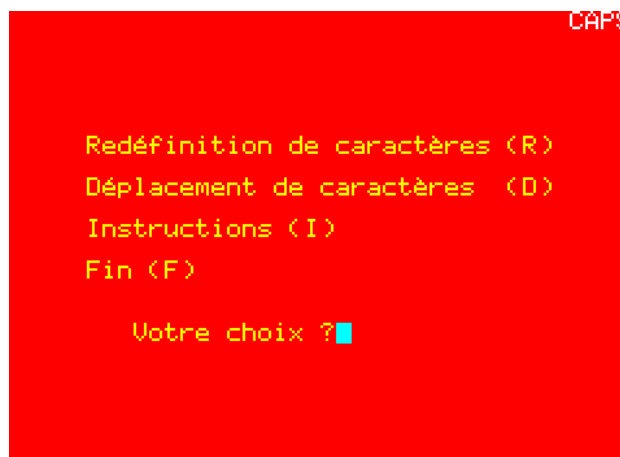 CAPS
Redéfinition de caractères (R)
Déplacement de caractères (D)
Instructions (I)
Fin (F)
Votre choix ?